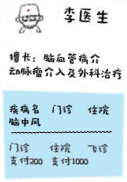 李医生
擅长：脑血管病介
动脉瘤介入及外科治疗
疾病名 门诊 住院
脑中风
门诊 住院 飞诊
支付200 支付1000